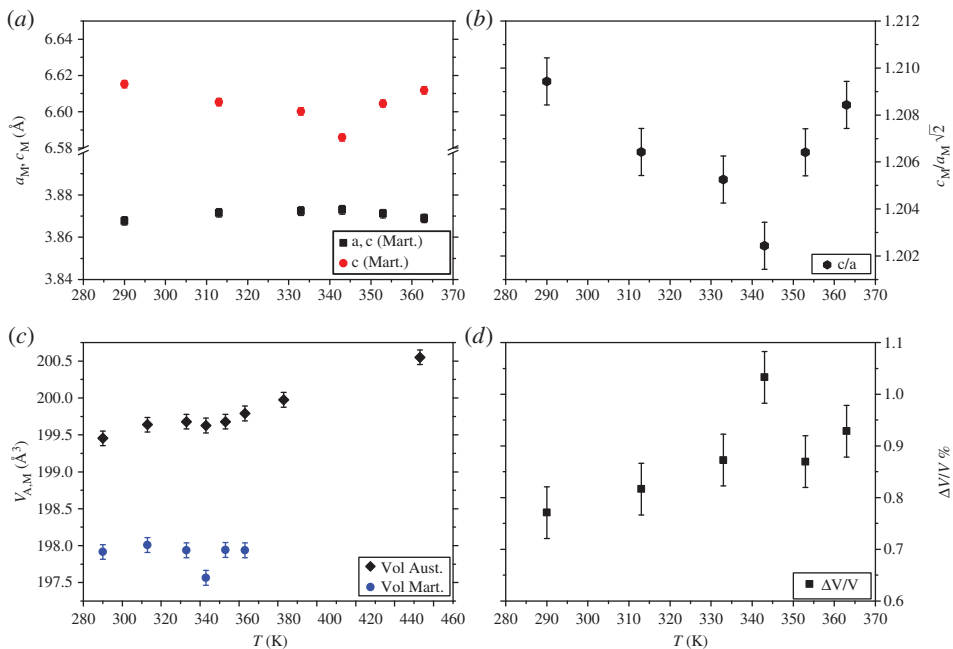 (a)
6.64
6.62
6.60
6.58
3.88
3.86
3.84
a_M, c_M (Å)
280 290 300 310 320 330 340 350 360 370
a, c (Mart.)
c (Mart.)
(b)
1.212
1.210
1.208
1.206
1.204
1.202
c_M/a_M √2
280 290 300 310 320 330 340 350 360 370
c/a
(c)
200.5
200.0
199.5
199.0
198.5
198.0
197.5
V_A,M (Å³)
280 300 320 340 360 380 400 420 440 460
T (K)
Vol Aust.
Vol Mart.
(d)
1.1
1.0
0.9
0.8
0.7
0.6
ΔV/V %
280 290 300 310 320 330 340 350 360 370
T (K)
ΔV/V